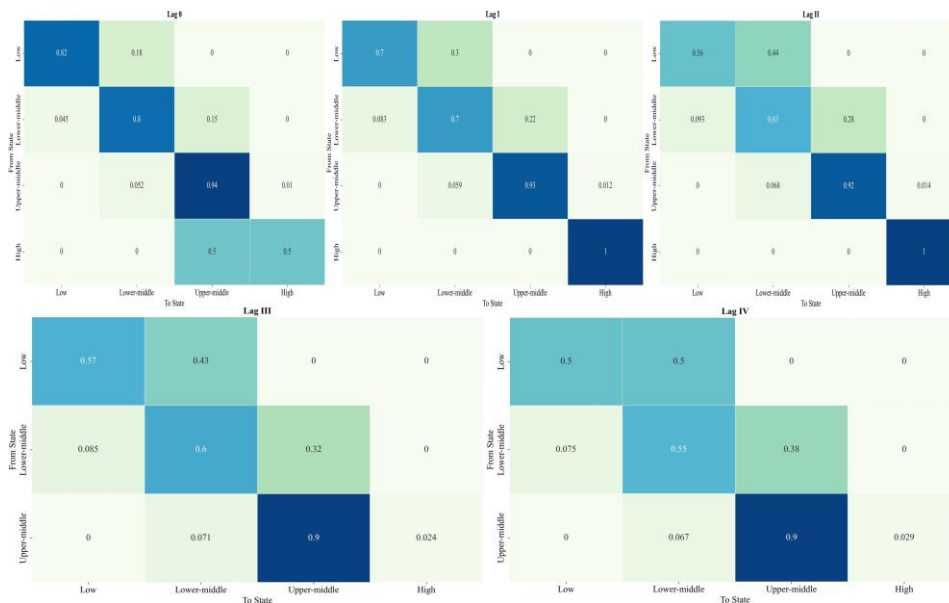 Lag 0
From State
Low
0.82 0.18 0 0
Lower-middle
0.045 0.8 0.15 0
Upper-middle
0 0.052 0.94 0.01
High
0 0 0.5 0.5
Low Lower-middle Upper-middle High
To State
Lag I
From State
Low
0.7 0.3 0 0
Lower-middle
0.083 0.7 0.22 0
Upper-middle
0 0.059 0.93 0.012
High
0 0 0 1
Low Lower-middle Upper-middle High
To State
Lag II
From State
Low
0.56 0.44 0 0
Lower-middle
0.093 0.63 0.28 0
Upper-middle
0 0.068 0.92 0.014
High
0 0 0 1
Low Lower-middle Upper-middle High
To State
Lag III
From State
Low
0.57 0.43 0 0
Lower-middle
0.085 0.6 0.32 0
Upper-middle
0 0.071 0.9 0.024
Low Lower-middle Upper-middle High
To State
Lag IV
From State
Low
0.5 0.5 0 0
Lower-middle
0.075 0.55 0.38 0
Upper-middle
0 0.067 0.9 0.029
Low Lower-middle Upper-middle High
To State